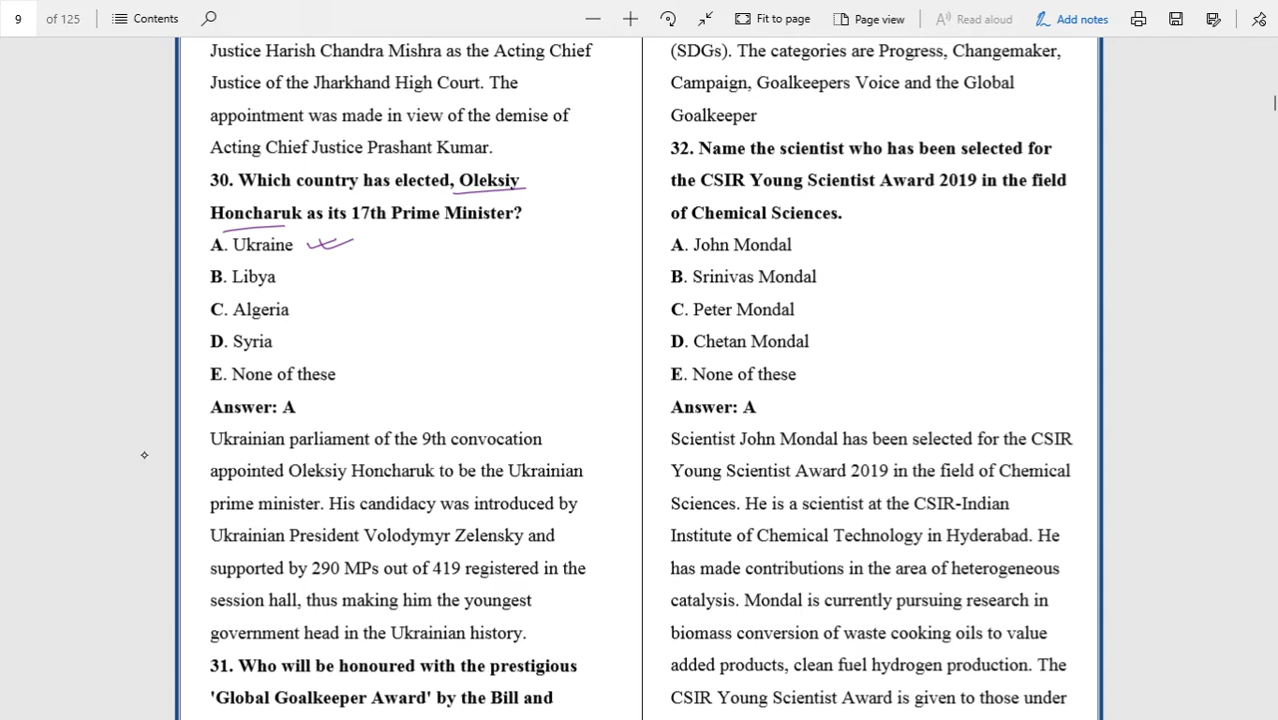 9 of 125 Contents Fit to page Page view Read aloud Add notes
Justice Harish Chandra Mishra as the Acting Chief
Justice of the Jharkhand High Court. The
appointment was made in view of the demise of
Acting Chief Justice Prashant Kumar.
30. Which country has elected, Oleksiy
Honcharuk as its 17th Prime Minister?
A. Ukraine
B. Libya
C. Algeria
D. Syria
E. None of these
Answer: A
Ukrainian parliament of the 9th convocation
appointed Oleksiy Honcharuk to be the Ukrainian
prime minister. His candidacy was introduced by
Ukrainian President Volodymyr Zelensky and
supported by 290 MPs out of 419 registered in the
session hall, thus making him the youngest
government head in the Ukrainian history.
31. Who will be honoured with the prestigious
'Global Goalkeeper Award' by the Bill and
(SDGs). The categories are Progress, Changemaker,
Campaign, Goalkeepers Voice and the Global
Goalkeeper
32. Name the scientist who has been selected for
the CSIR Young Scientist Award 2019 in the field
of Chemical Sciences.
A. John Mondal
B. Srinivas Mondal
C. Peter Mondal
D. Chetan Mondal
E. None of these
Answer: A
Scientist John Mondal has been selected for the CSIR
Young Scientist Award 2019 in the field of Chemical
Sciences. He is a scientist at the CSIR-Indian
Institute of Chemical Technology in Hyderabad. He
has made contributions in the area of heterogeneous
catalysis. Mondal is currently pursuing research in
biomass conversion of waste cooking oils to value
added products, clean fuel hydrogen production. The
CSIR Young Scientist Award is given to those under